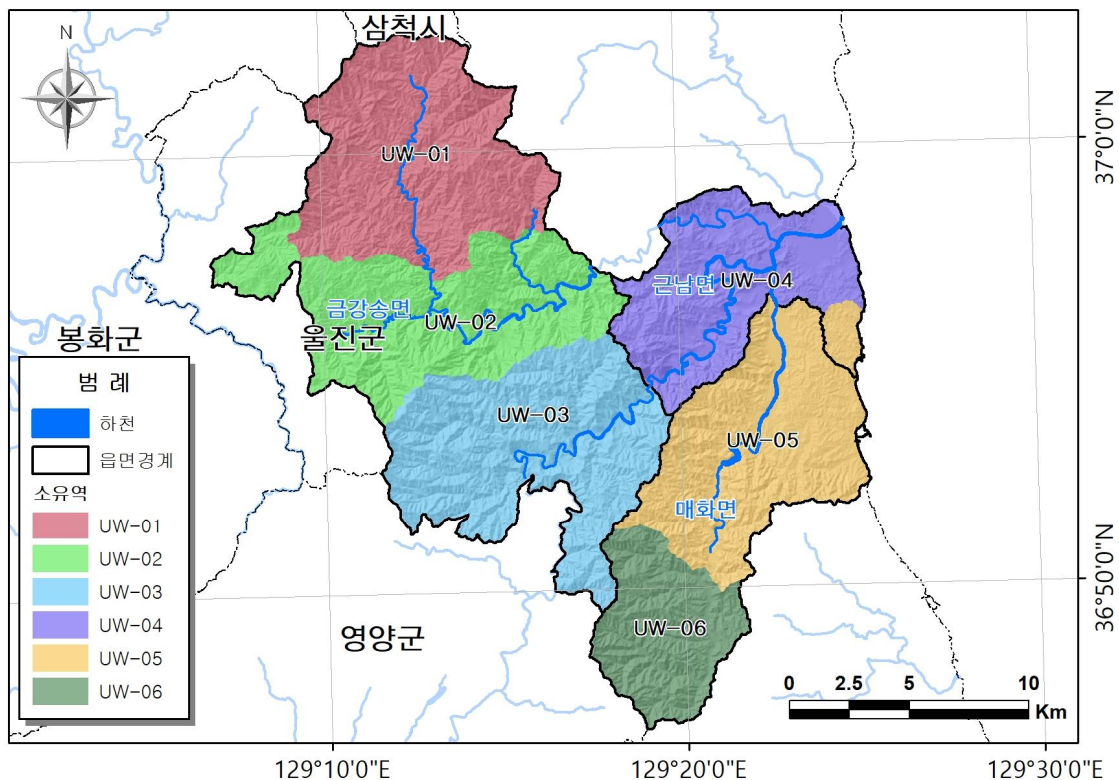 삼척시
N
UW-01
37°0'0"N
UW-04
근남면
금강송면
UW-02
울진군
봉화군
범 례
하천
읍면경계
소유역
UW-01
UW-02
UW-03
UW-04
UW-05
UW-06
UW-03
UW-05
매화면
36°50'0"N
UW-06
영양군
0 2.5 5 10
Km
129°10'0"E
129°20'0"E
129°30'0"E